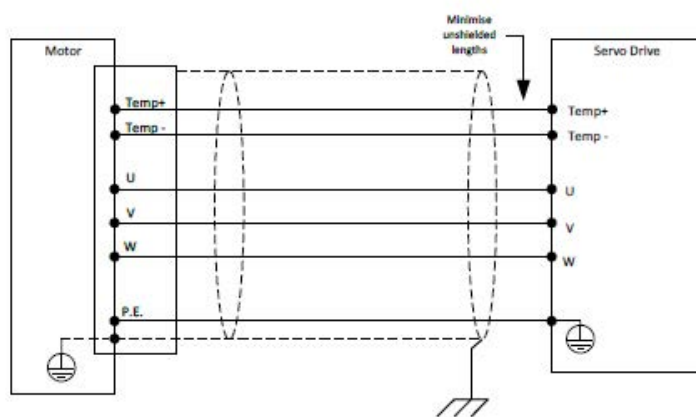 Minimise
unshielded
lengths
Motor
Servo Drive
Temp+
Temp -
U
V
W
P.E.
Temp+
Temp -
U
V
W